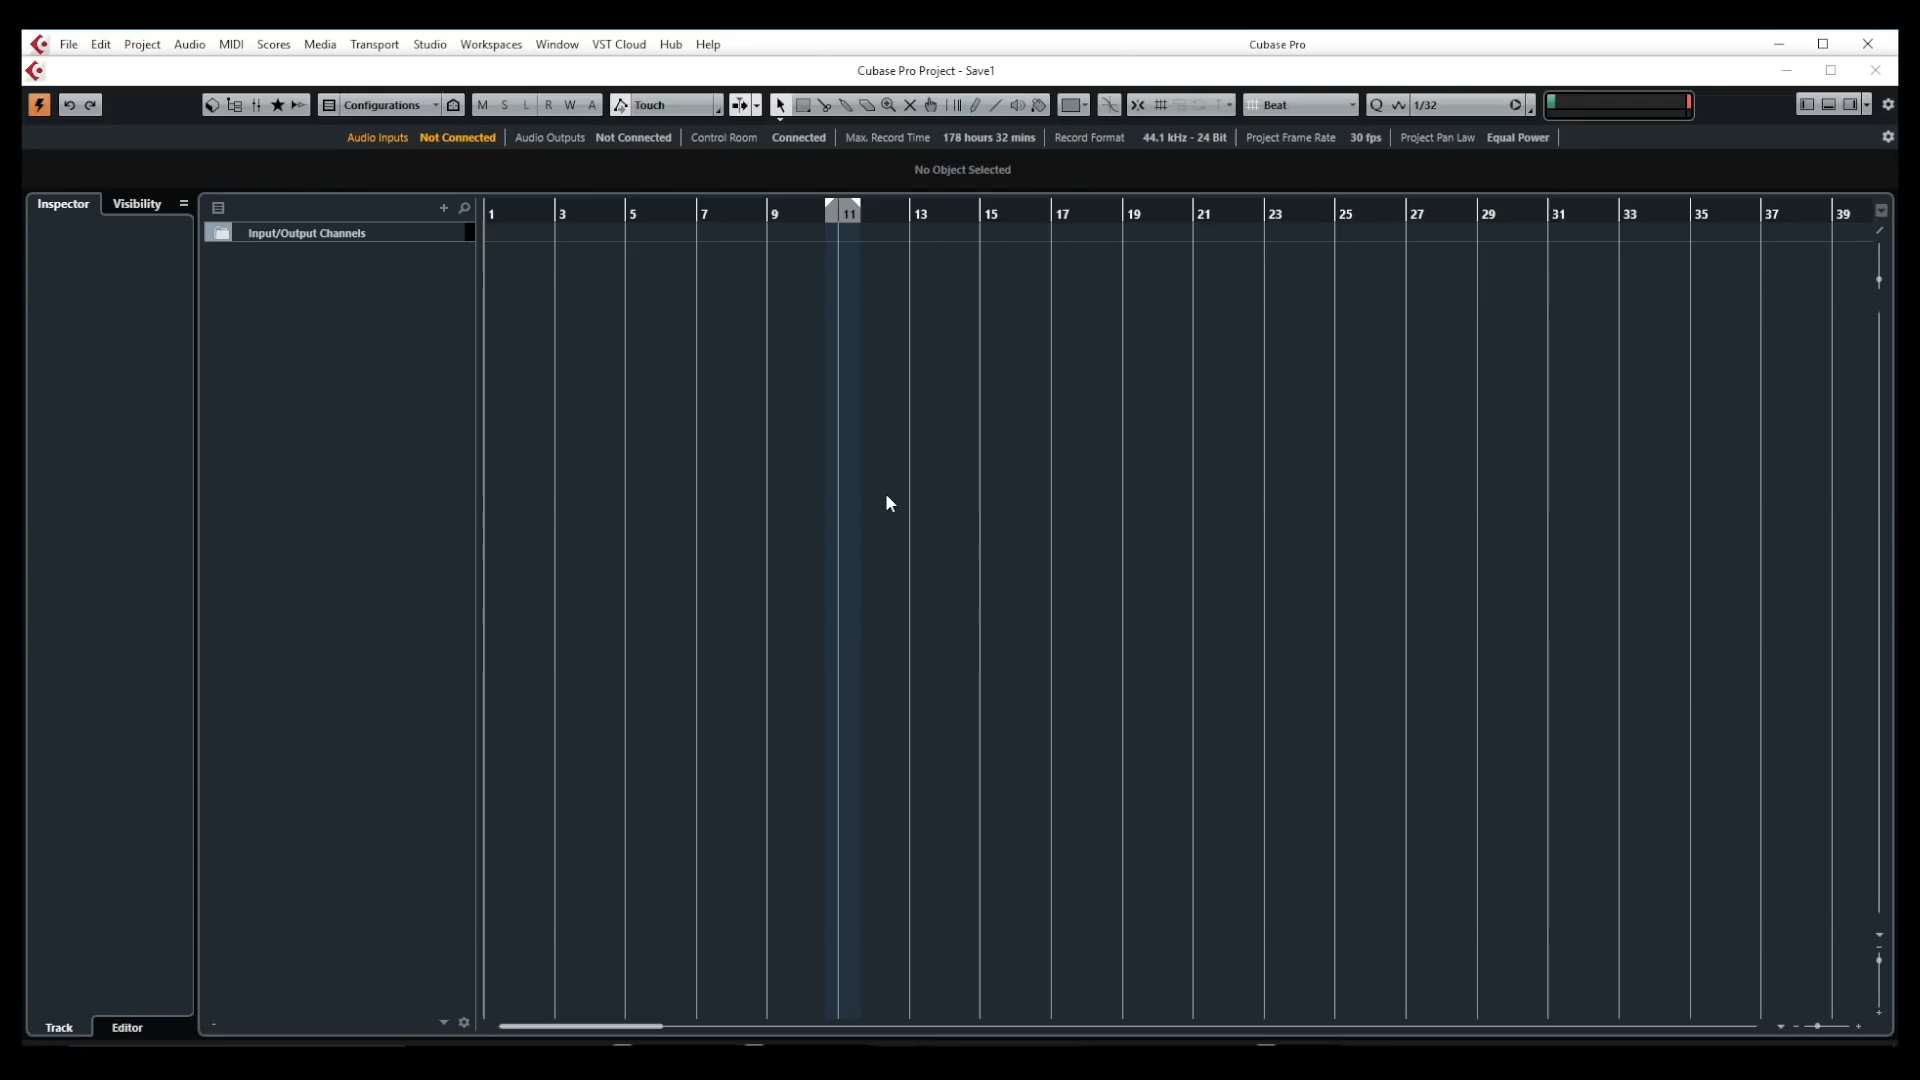 File Edit Project Audio MIDI Scores Media Transport Studio Workspaces Window VST Cloud Hub Help Cubase Pro
Cubase Pro Project - Save1
Configurations M S L R W A Touch Beat Q 1/32
Audio Inputs Not Connected Audio Outputs Not Connected Control Room Connected Max. Record Time 178 hours 32 mins Record Format 44.1 kHz - 24 Bit Project Frame Rate 30 fps Project Pan Law Equal Power
No Object Selected
Inspector Visibility
1 3 5 7 9 11 13 15 17 19 21 23 25 27 29 31 33 35 37 39
Input/Output Channels
Track Editor